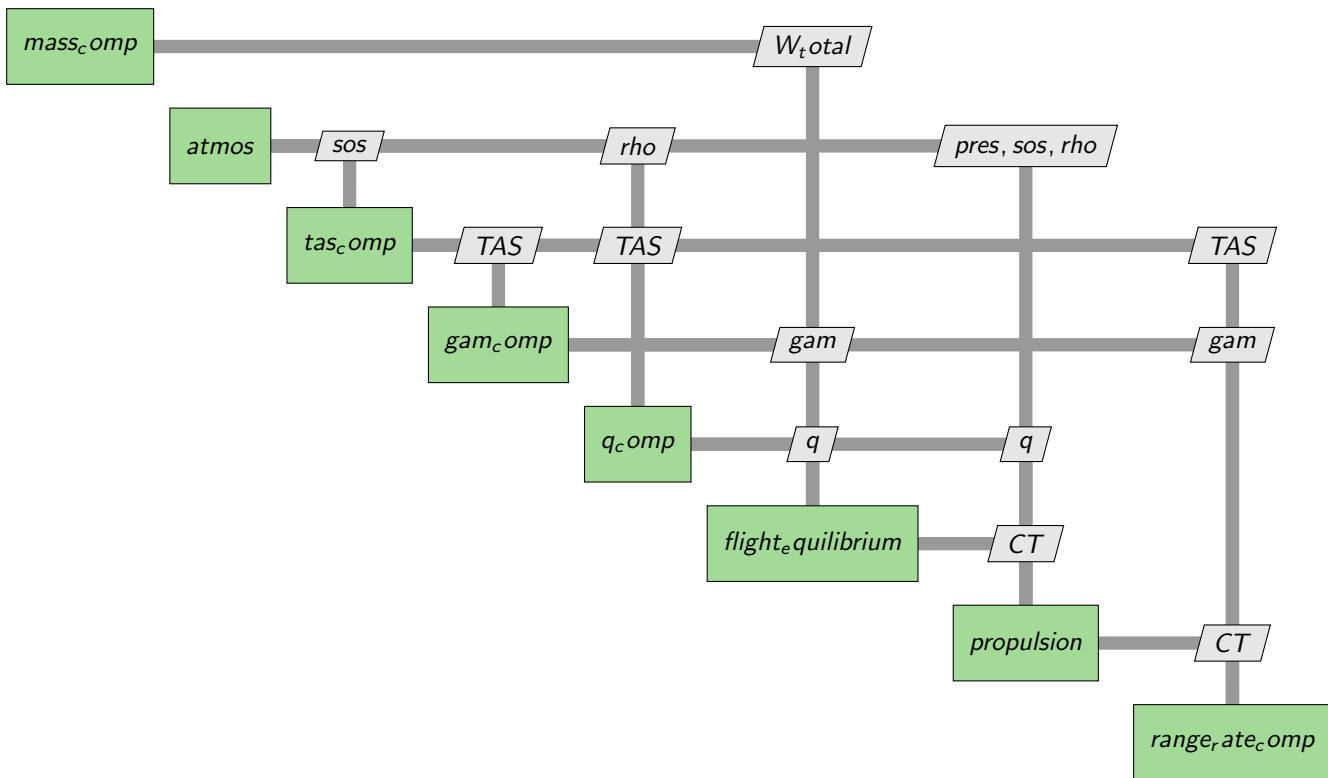 mass_comp W_total
atmos sos rho pres, sos, rho
tas_comp TAS TAS TAS
gam_comp gam gam
q_comp q q
flight_equilibrium CT
propulsion CT
range_rate_comp